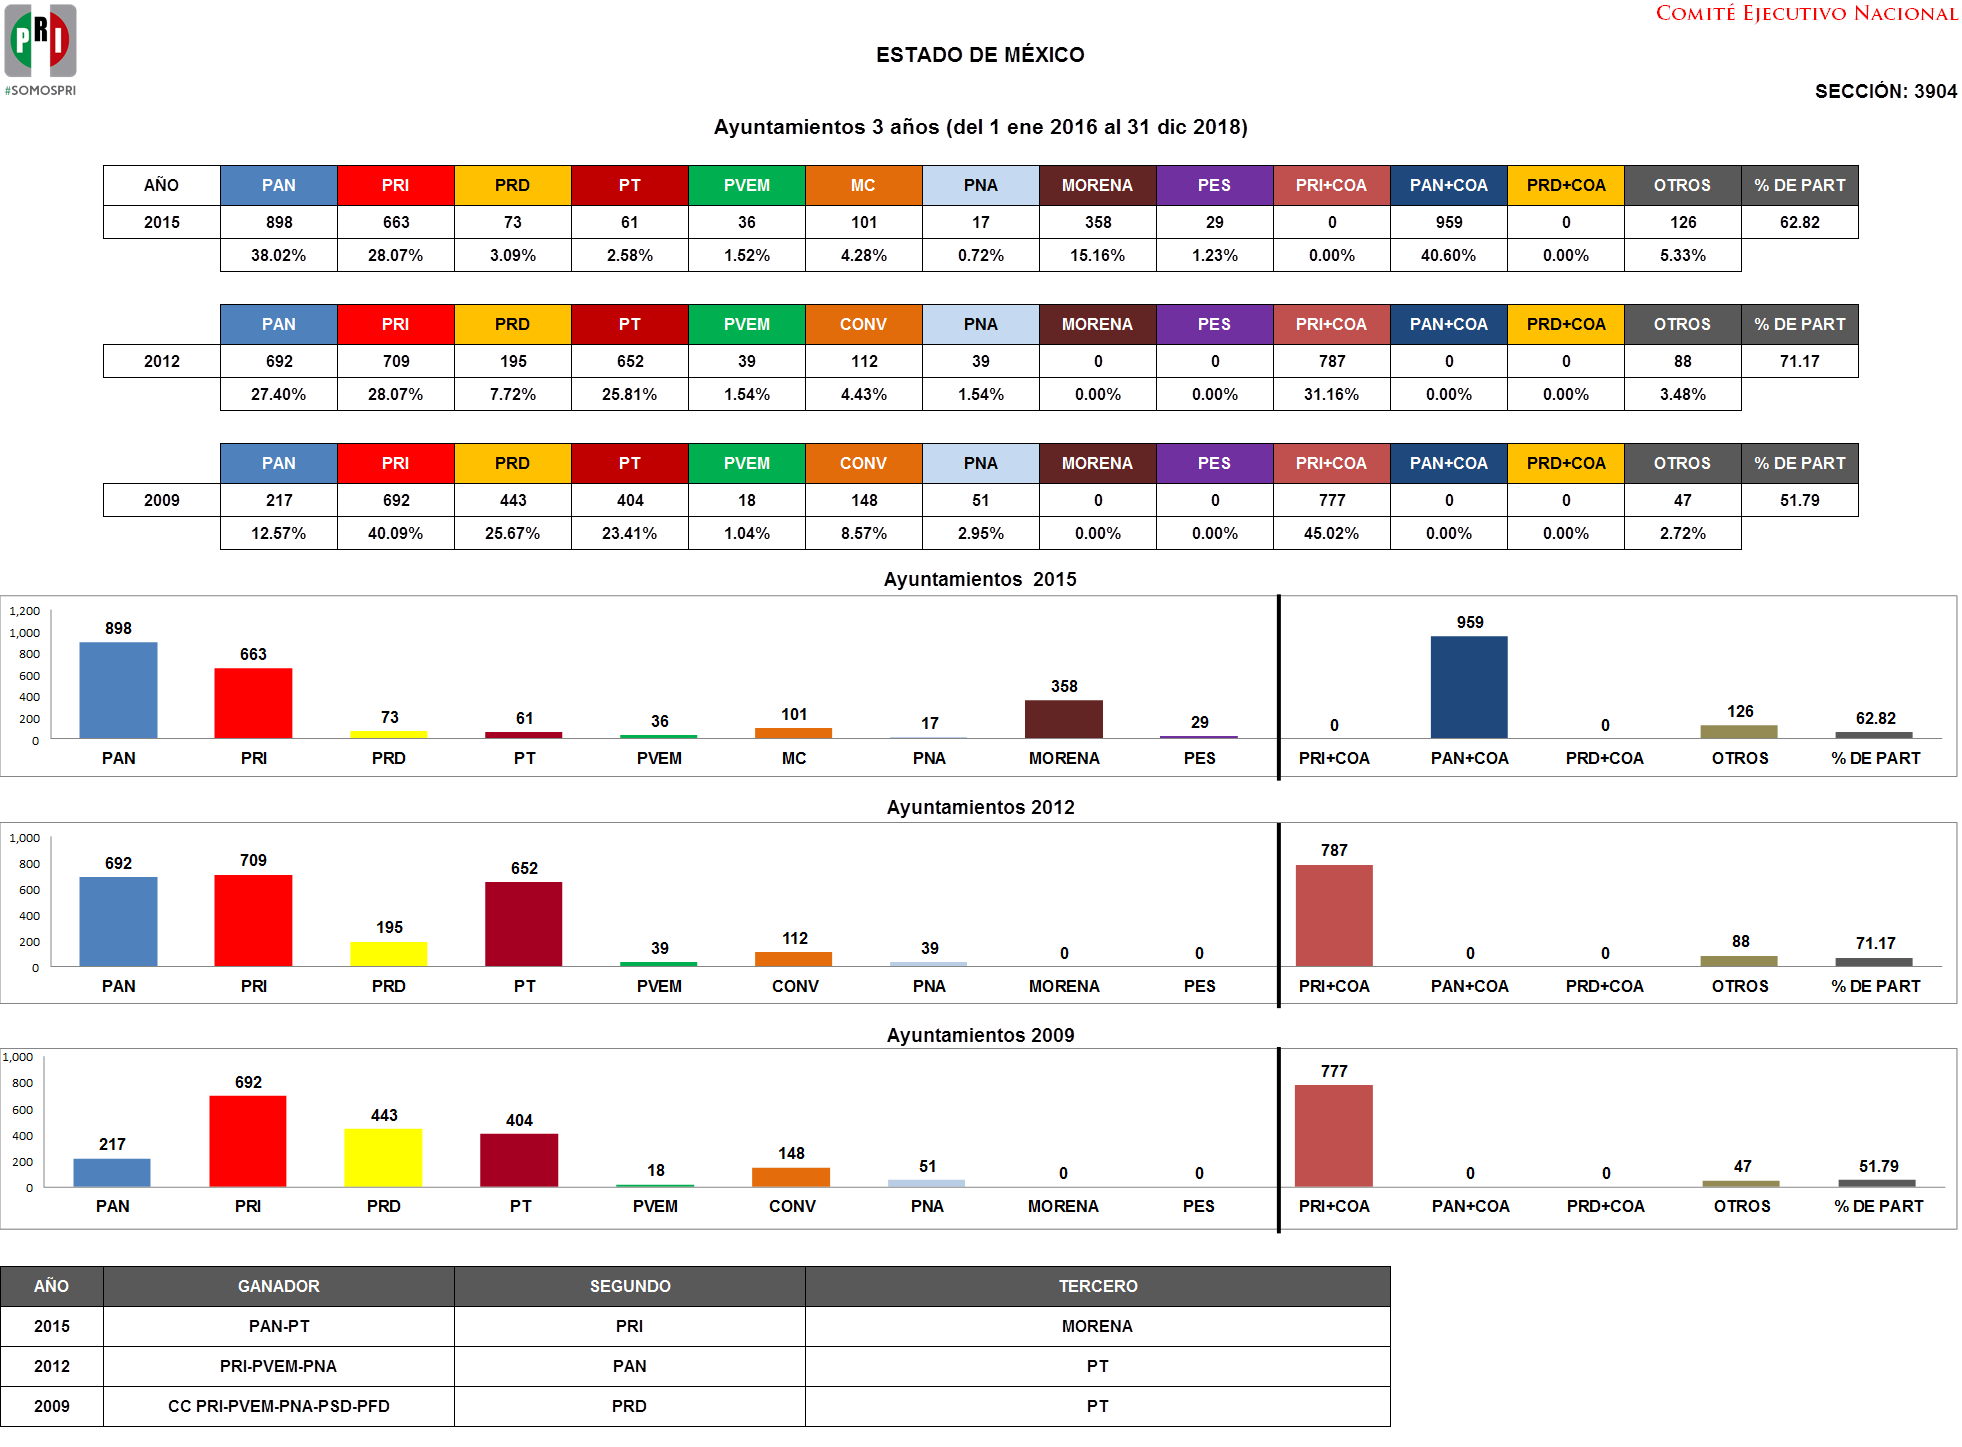 PRI
#SOMOSPRI
COMITÉ EJECUTIVO NACIONAL
ESTADO DE MÉXICO
SECCIÓN: 3904
Ayuntamientos 3 años (del 1 ene 2016 al 31 dic 2018)
AÑO PAN PRI PRD PT PVEM MC PNA MORENA PES PRI+COA PAN+COA PRD+COA OTROS % DE PART
2015 898 663 73 61 36 101 17 358 29 0 959 0 126 62.82
38.02% 28.07% 3.09% 2.58% 1.52% 4.28% 0.72% 15.16% 1.23% 0.00% 40.60% 0.00% 5.33%
PAN PRI PRD PT PVEM CONV PNA MORENA PES PRI+COA PAN+COA PRD+COA OTROS % DE PART
2012 692 709 195 652 39 112 39 0 0 787 0 0 88 71.17
27.40% 28.07% 7.72% 25.81% 1.54% 4.43% 1.54% 0.00% 0.00% 31.16% 0.00% 0.00% 3.48%
PAN PRI PRD PT PVEM CONV PNA MORENA PES PRI+COA PAN+COA PRD+COA OTROS % DE PART
2009 217 692 443 404 18 148 51 0 0 777 0 0 47 51.79
12.57% 40.09% 25.67% 23.41% 1.04% 8.57% 2.95% 0.00% 0.00% 45.02% 0.00% 0.00% 2.72%
Ayuntamientos 2015
1,200
1,000
800
600
400
200
0
898 663 73 61 36 101 17 358 29 0 959 0 126 62.82
PAN PRI PRD PT PVEM MC PNA MORENA PES PRI+COA PAN+COA PRD+COA OTROS % DE PART
Ayuntamientos 2012
1,000
800
600
400
200
0
692 709 195 652 39 112 39 0 0 787 0 0 88 71.17
PAN PRI PRD PT PVEM CONV PNA MORENA PES PRI+COA PAN+COA PRD+COA OTROS % DE PART
Ayuntamientos 2009
1,000
800
600
400
200
0
217 692 443 404 18 148 51 0 0 777 0 0 47 51.79
PAN PRI PRD PT PVEM CONV PNA MORENA PES PRI+COA PAN+COA PRD+COA OTROS % DE PART
AÑO GANADOR SEGUNDO TERCERO
2015 PAN-PT PRI MORENA
2012 PRI-PVEM-PNA PAN PT
2009 CC PRI-PVEM-PNA-PSD-PFD PRD PT